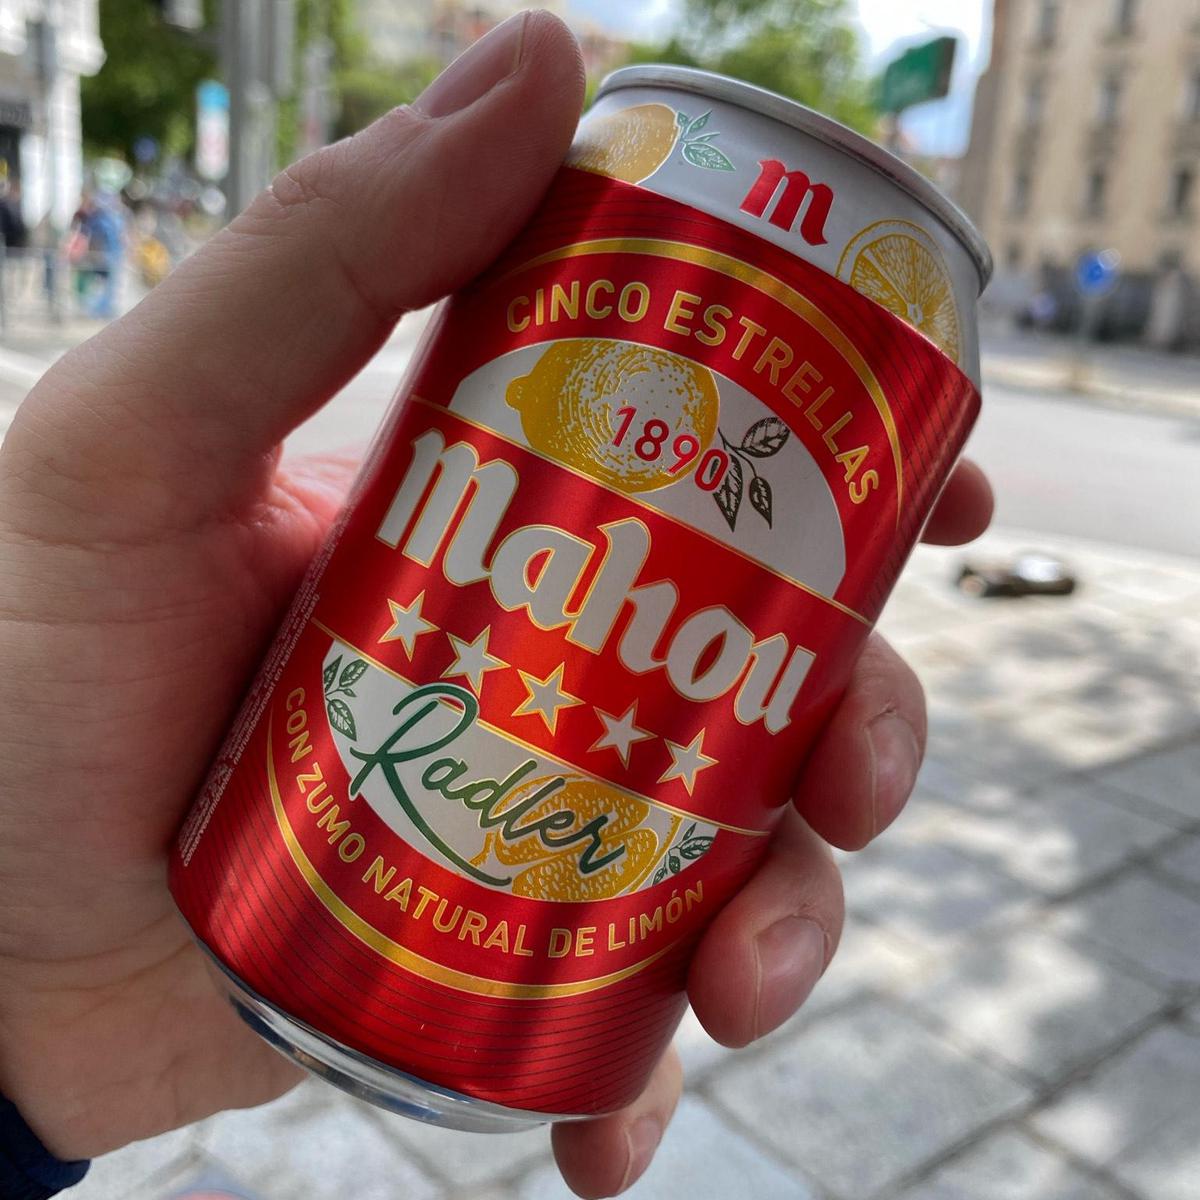 m
CINCO ESTRELLAS
1890
Mahou
Radler
CON ZUMO NATURAL DE LIMÓN